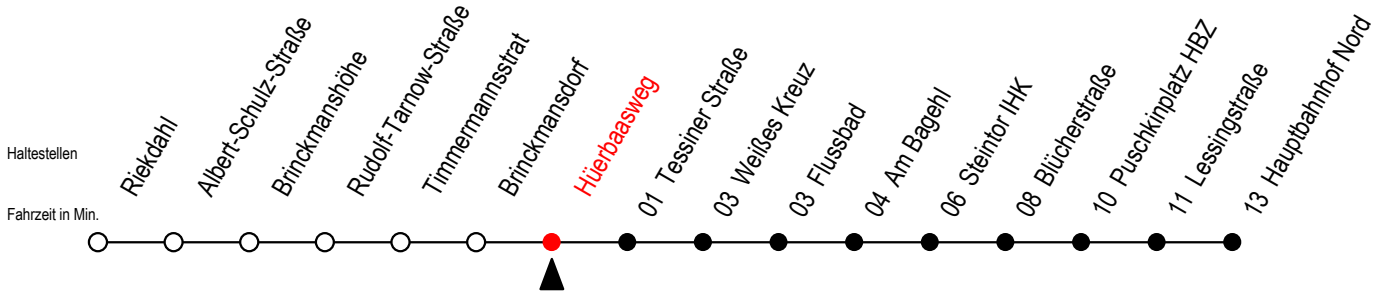 Haltestellen
Riekdahl
Albert-Schulz-Straße
Brinckmanshöhe
Rudolf-Tarnow-Straße
Timmermannsstrat
Brinckmansdorf
Hüerbaasweg
01 Tessiner Straße
03 Weißes Kreuz
03 Flussbad
04 Am Bagehl
06 Steintor IHK
08 Blücherstraße
10 Puschkinplatz HBZ
11 Lessingstraße
13 Hauptbahnhof Nord
Fahrzeit in Min.